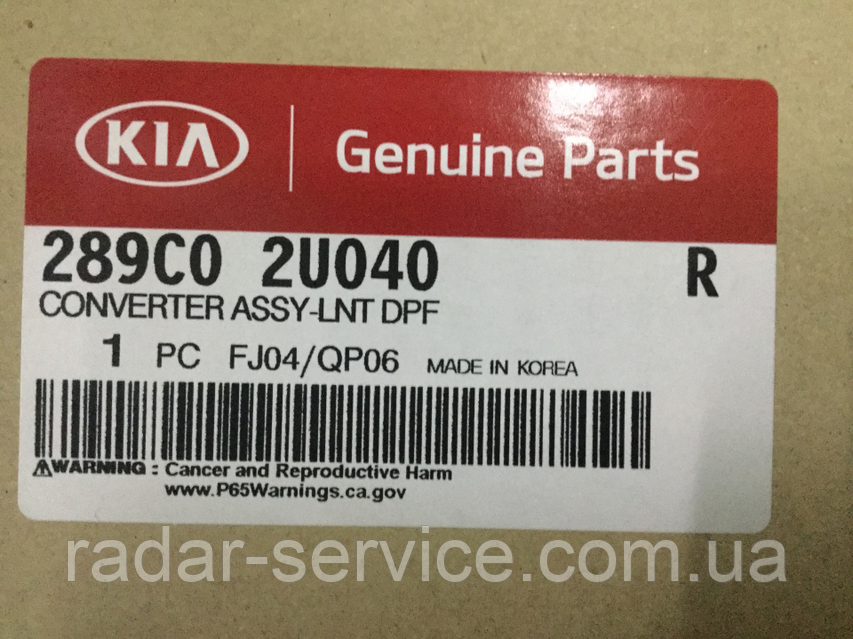 KIA Genuine Parts
289C0 2U040 R
CONVERTER ASSY-LNT DPF
1 PC FJ04/QP06 MADE IN KOREA
WARNING : Cancer and Reproductive Harm
www.P65Warnings.ca.gov
radar-service.com.ua